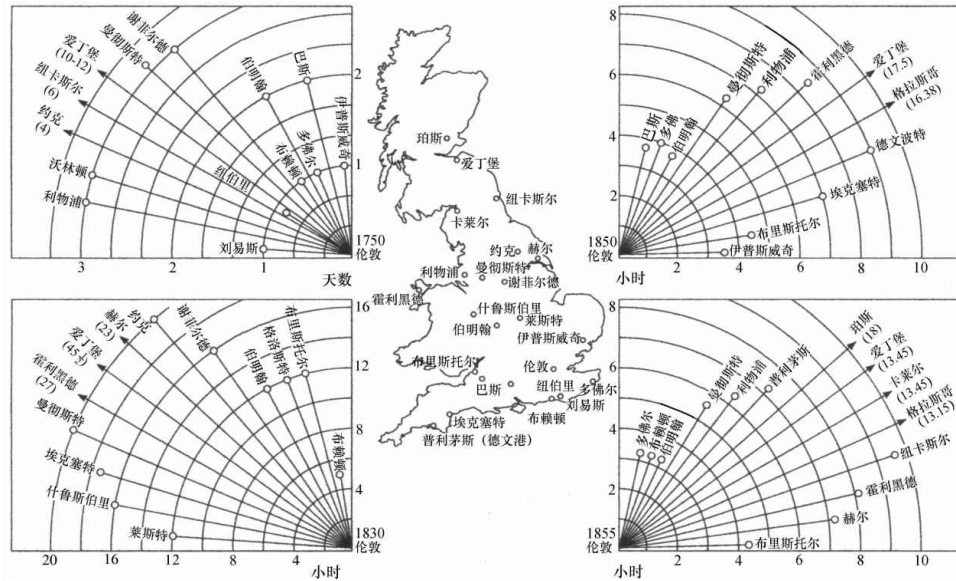 谢菲尔德
曼彻斯特
爱丁堡
(10-12)
纽卡斯尔
(6)
约克
(4)
沃林顿
利物浦
伯明翰
巴斯
伊普斯威奇
多佛尔
布赖顿
纽伯里
刘易斯
2
1
1750
伦敦
3
2
1
天数
16
12
8
4
约克
赫尔
(23)
爱丁堡
霍利黑德
(27)
曼彻斯特
埃克塞特
什鲁斯伯里
莱斯特
谢菲尔德
伯明翰
格洛斯特
布里斯托尔
布赖顿
1830
伦敦
20
16
12
8
4
小时
珀斯
爱丁堡
纽卡斯尔
卡莱尔
约克
赫尔
利物浦
曼彻斯特
谢菲尔德
霍利黑德
什鲁斯伯里
莱斯特
伯明翰
伊普斯威奇
布里斯托尔
伦敦
巴斯
纽伯里
多佛尔
刘易斯
布赖顿
埃克塞特
普利茅斯（德文港）
8
6
4
2
曼彻斯特
利物浦
霍利黑德
爱丁堡
(17.5)
格拉斯哥
(16.38)
巴斯
多佛
伯明翰
德文波特
埃克塞特
布里斯托尔
伊普斯威奇
1850
伦敦
小时
2
4
6
8
10
8
6
4
2
曼彻斯特
利物浦
普利茅斯
珀斯
(18)
爱丁堡
(13.45)
卡莱尔
(13.45)
格拉斯哥
(13.15)
多佛尔
布赖顿
伯明翰
纽卡斯尔
霍利黑德
赫尔
布里斯托尔
1855
伦敦
小时
2
4
6
8
10